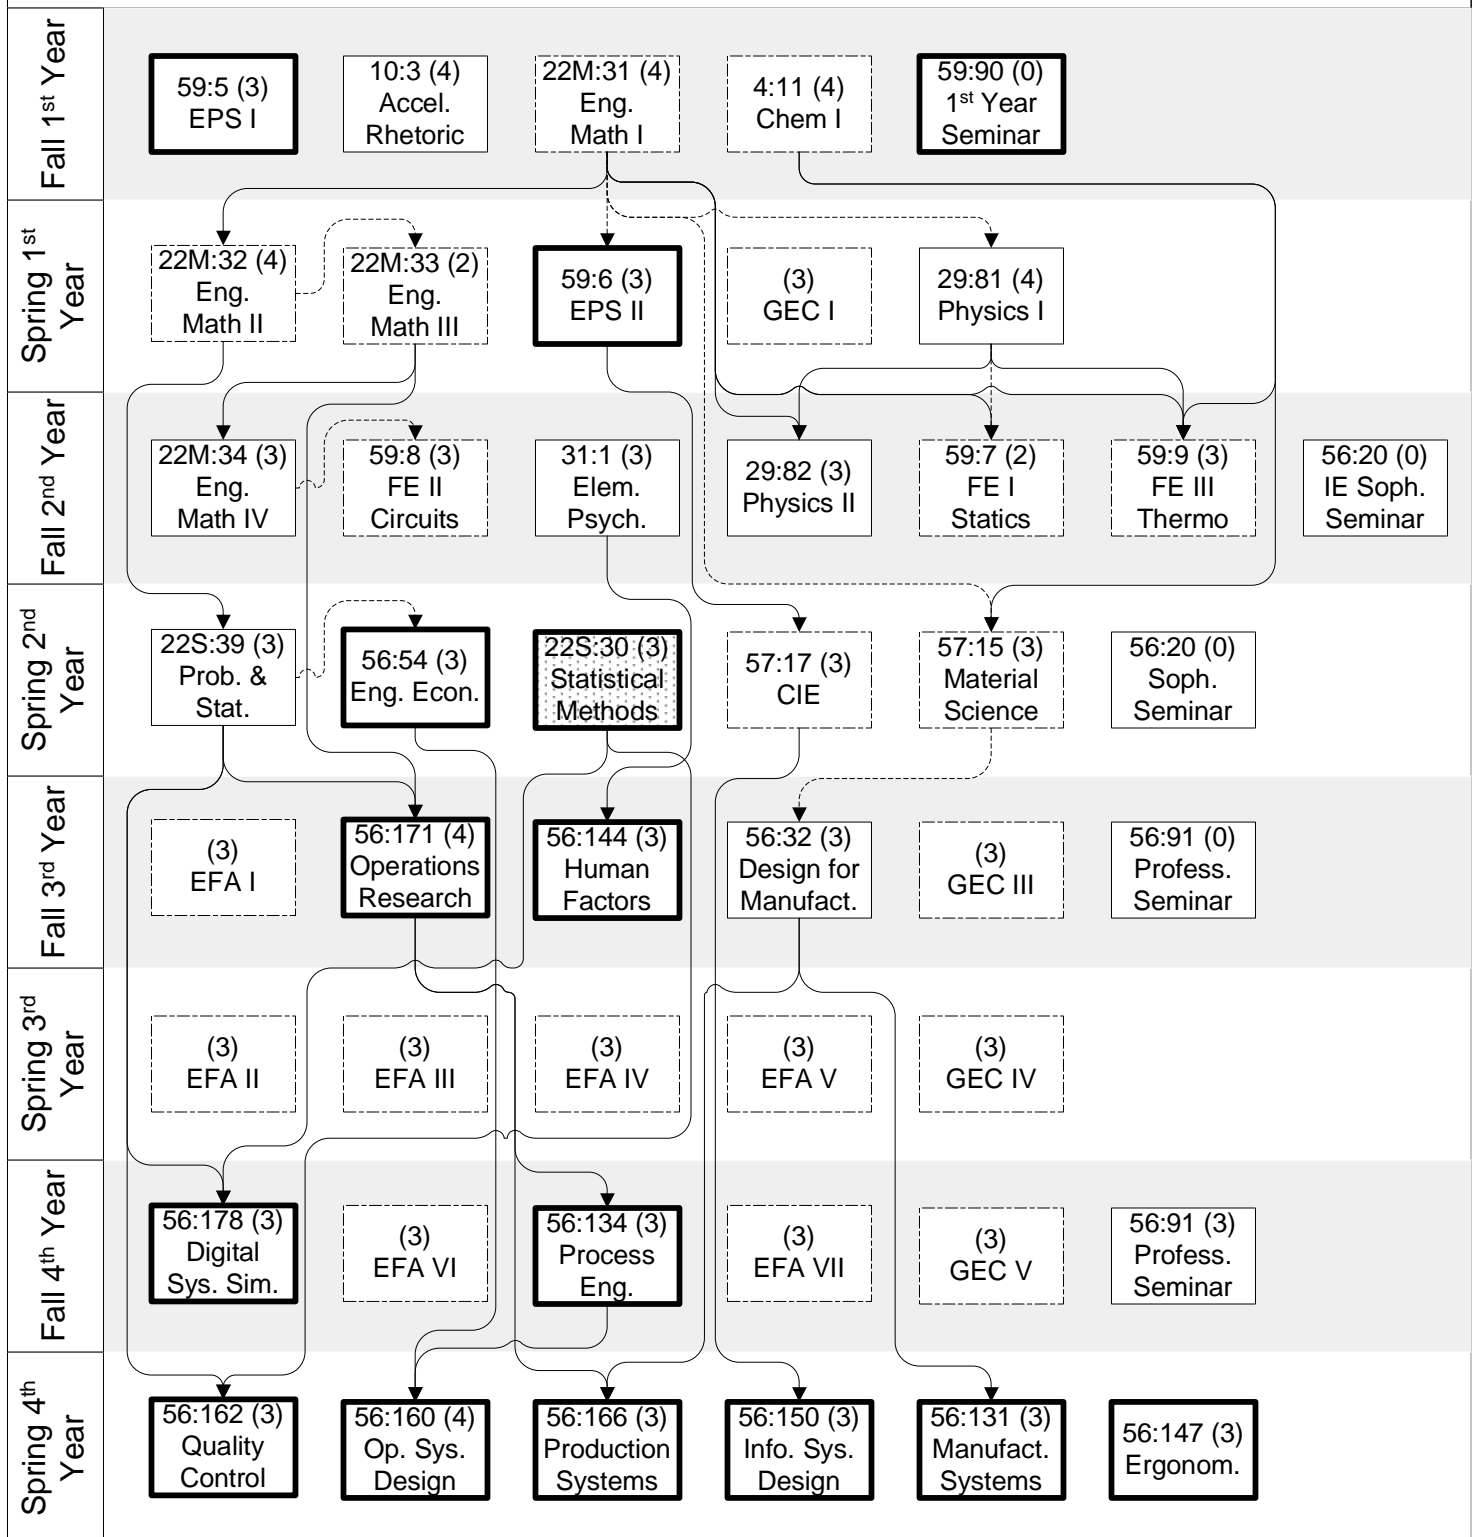 Fall 1st Year
59:5 (3)
EPS I
10:3 (4)
Accel.
Rhetoric
22M:31 (4)
Eng.
Math I
4:11 (4)
Chem I
59:90 (0)
1st Year
Seminar
Spring 1st
Year
22M:32 (4)
Eng.
Math II
22M:33 (2)
Eng.
Math III
59:6 (3)
EPS II
(3)
GEC I
29:81 (4)
Physics I
Fall 2nd Year
22M:34 (3)
Eng.
Math IV
59:8 (3)
FE II
Circuits
31:1 (3)
Elem.
Psych.
29:82 (3)
Physics II
59:7 (2)
FE I
Statics
59:9 (3)
FE III
Thermo
56:20 (0)
IE Soph.
Seminar
Spring 2nd
Year
22S:39 (3)
Prob. &
Stat.
56:54 (3)
Eng. Econ.
22S:30 (3)
Statistical
Methods
57:17 (3)
CIE
57:15 (3)
Material
Science
56:20 (0)
Soph.
Seminar
Fall 3rd Year
(3)
EFA I
56:171 (4)
Operations
Research
56:144 (3)
Human
Factors
56:32 (3)
Design for
Manufact.
(3)
GEC III
56:91 (0)
Profess.
Seminar
Spring 3rd
Year
(3)
EFA II
(3)
EFA III
(3)
EFA IV
(3)
EFA V
(3)
GEC IV
Fall 4th Year
56:178 (3)
Digital
Sys. Sim.
(3)
EFA VI
56:134 (3)
Process
Eng.
(3)
EFA VII
(3)
GEC V
56:91 (3)
Profess.
Seminar
Spring 4th
Year
56:162 (3)
Quality
Control
56:160 (4)
Op. Sys.
Design
56:166 (3)
Production
Systems
56:150 (3)
Info. Sys.
Design
56:131 (3)
Manufact.
Systems
56:147 (3)
Ergonom.